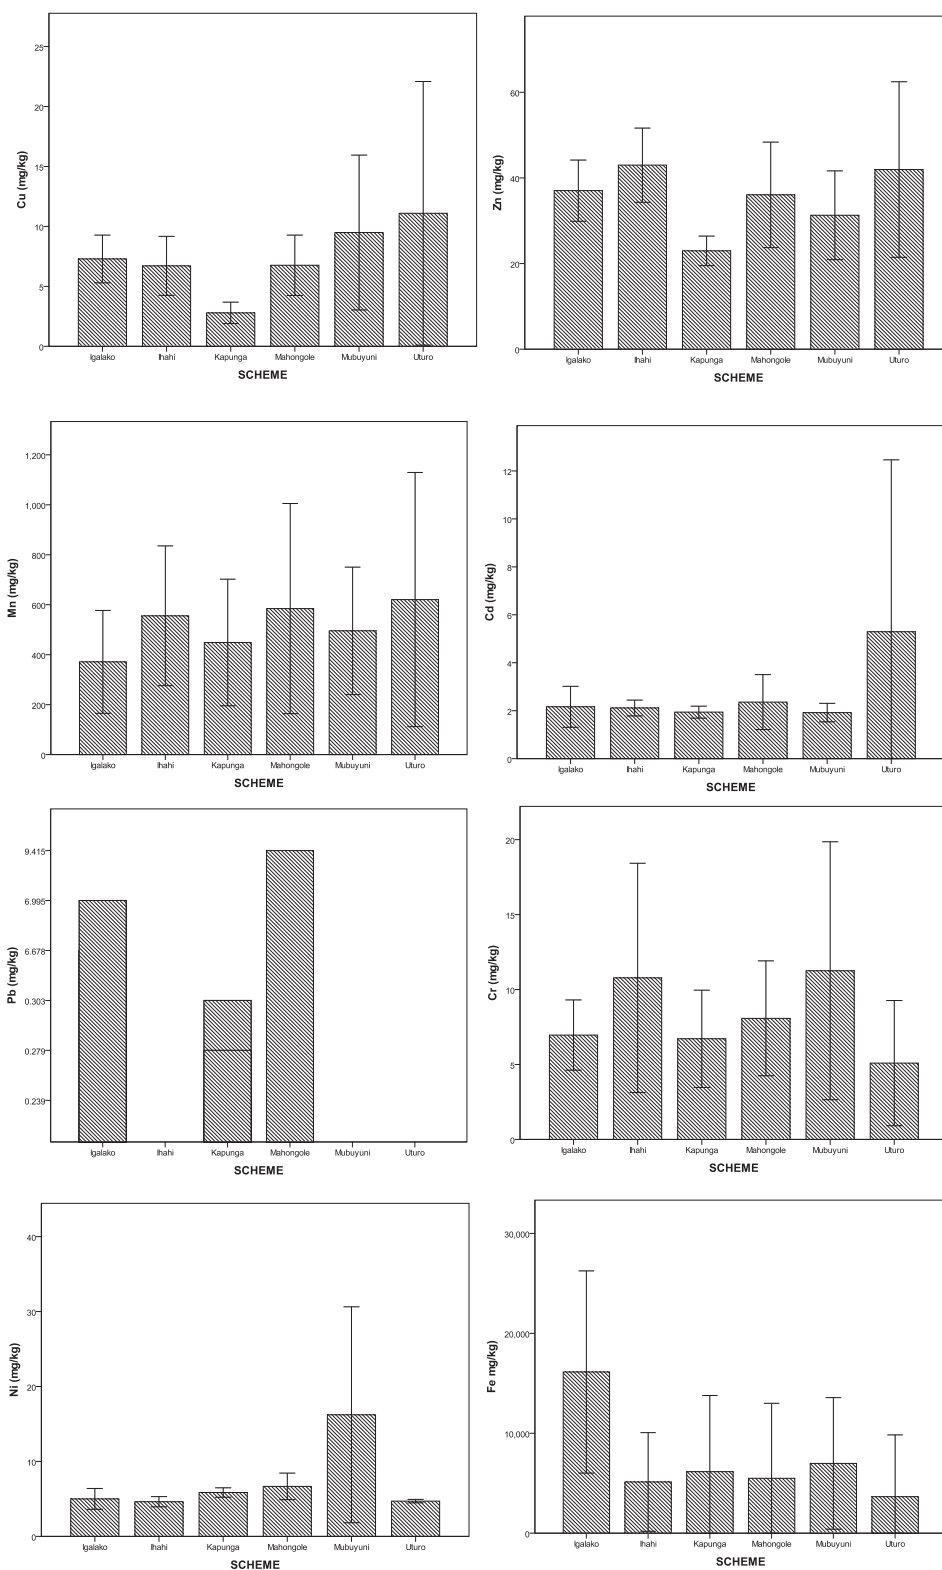 Cu (mg/kg)
25
20
15
10
5
0
Igalako Ihahi Kapunga Mahongole Mubuyuni Uturo
SCHEME
Zn (mg/kg)
60
40
20
0
Igalako Ihahi Kapunga Mahongole Mubuyuni Uturo
SCHEME
Mn (mg/kg)
1,200
1,000
800
600
400
200
0
Igalako Ihahi Kapunga Mahongole Mubuyuni Uturo
SCHEME
Cd (mg/kg)
12
10
8
6
4
2
0
Igalako Ihahi Kapunga Mahongole Mubuyuni Uturo
SCHEME
Pb (mg/kg)
9.415
6.995
6.678
0.303
0.279
0.239
Igalako Ihahi Kapunga Mahongole Mubuyuni Uturo
SCHEME
Cr (mg/kg)
20
15
10
5
0
Igalako Ihahi Kapunga Mahongole Mubuyuni Uturo
SCHEME
Ni (mg/kg)
40
30
20
10
0
Igalako Ihahi Kapunga Mahongole Mubuyuni Uturo
SCHEME
Fe mg/kg)
30,000
20,000
10,000
0
Igalako Ihahi Kapunga Mahongole Mubuyuni Uturo
SCHEME